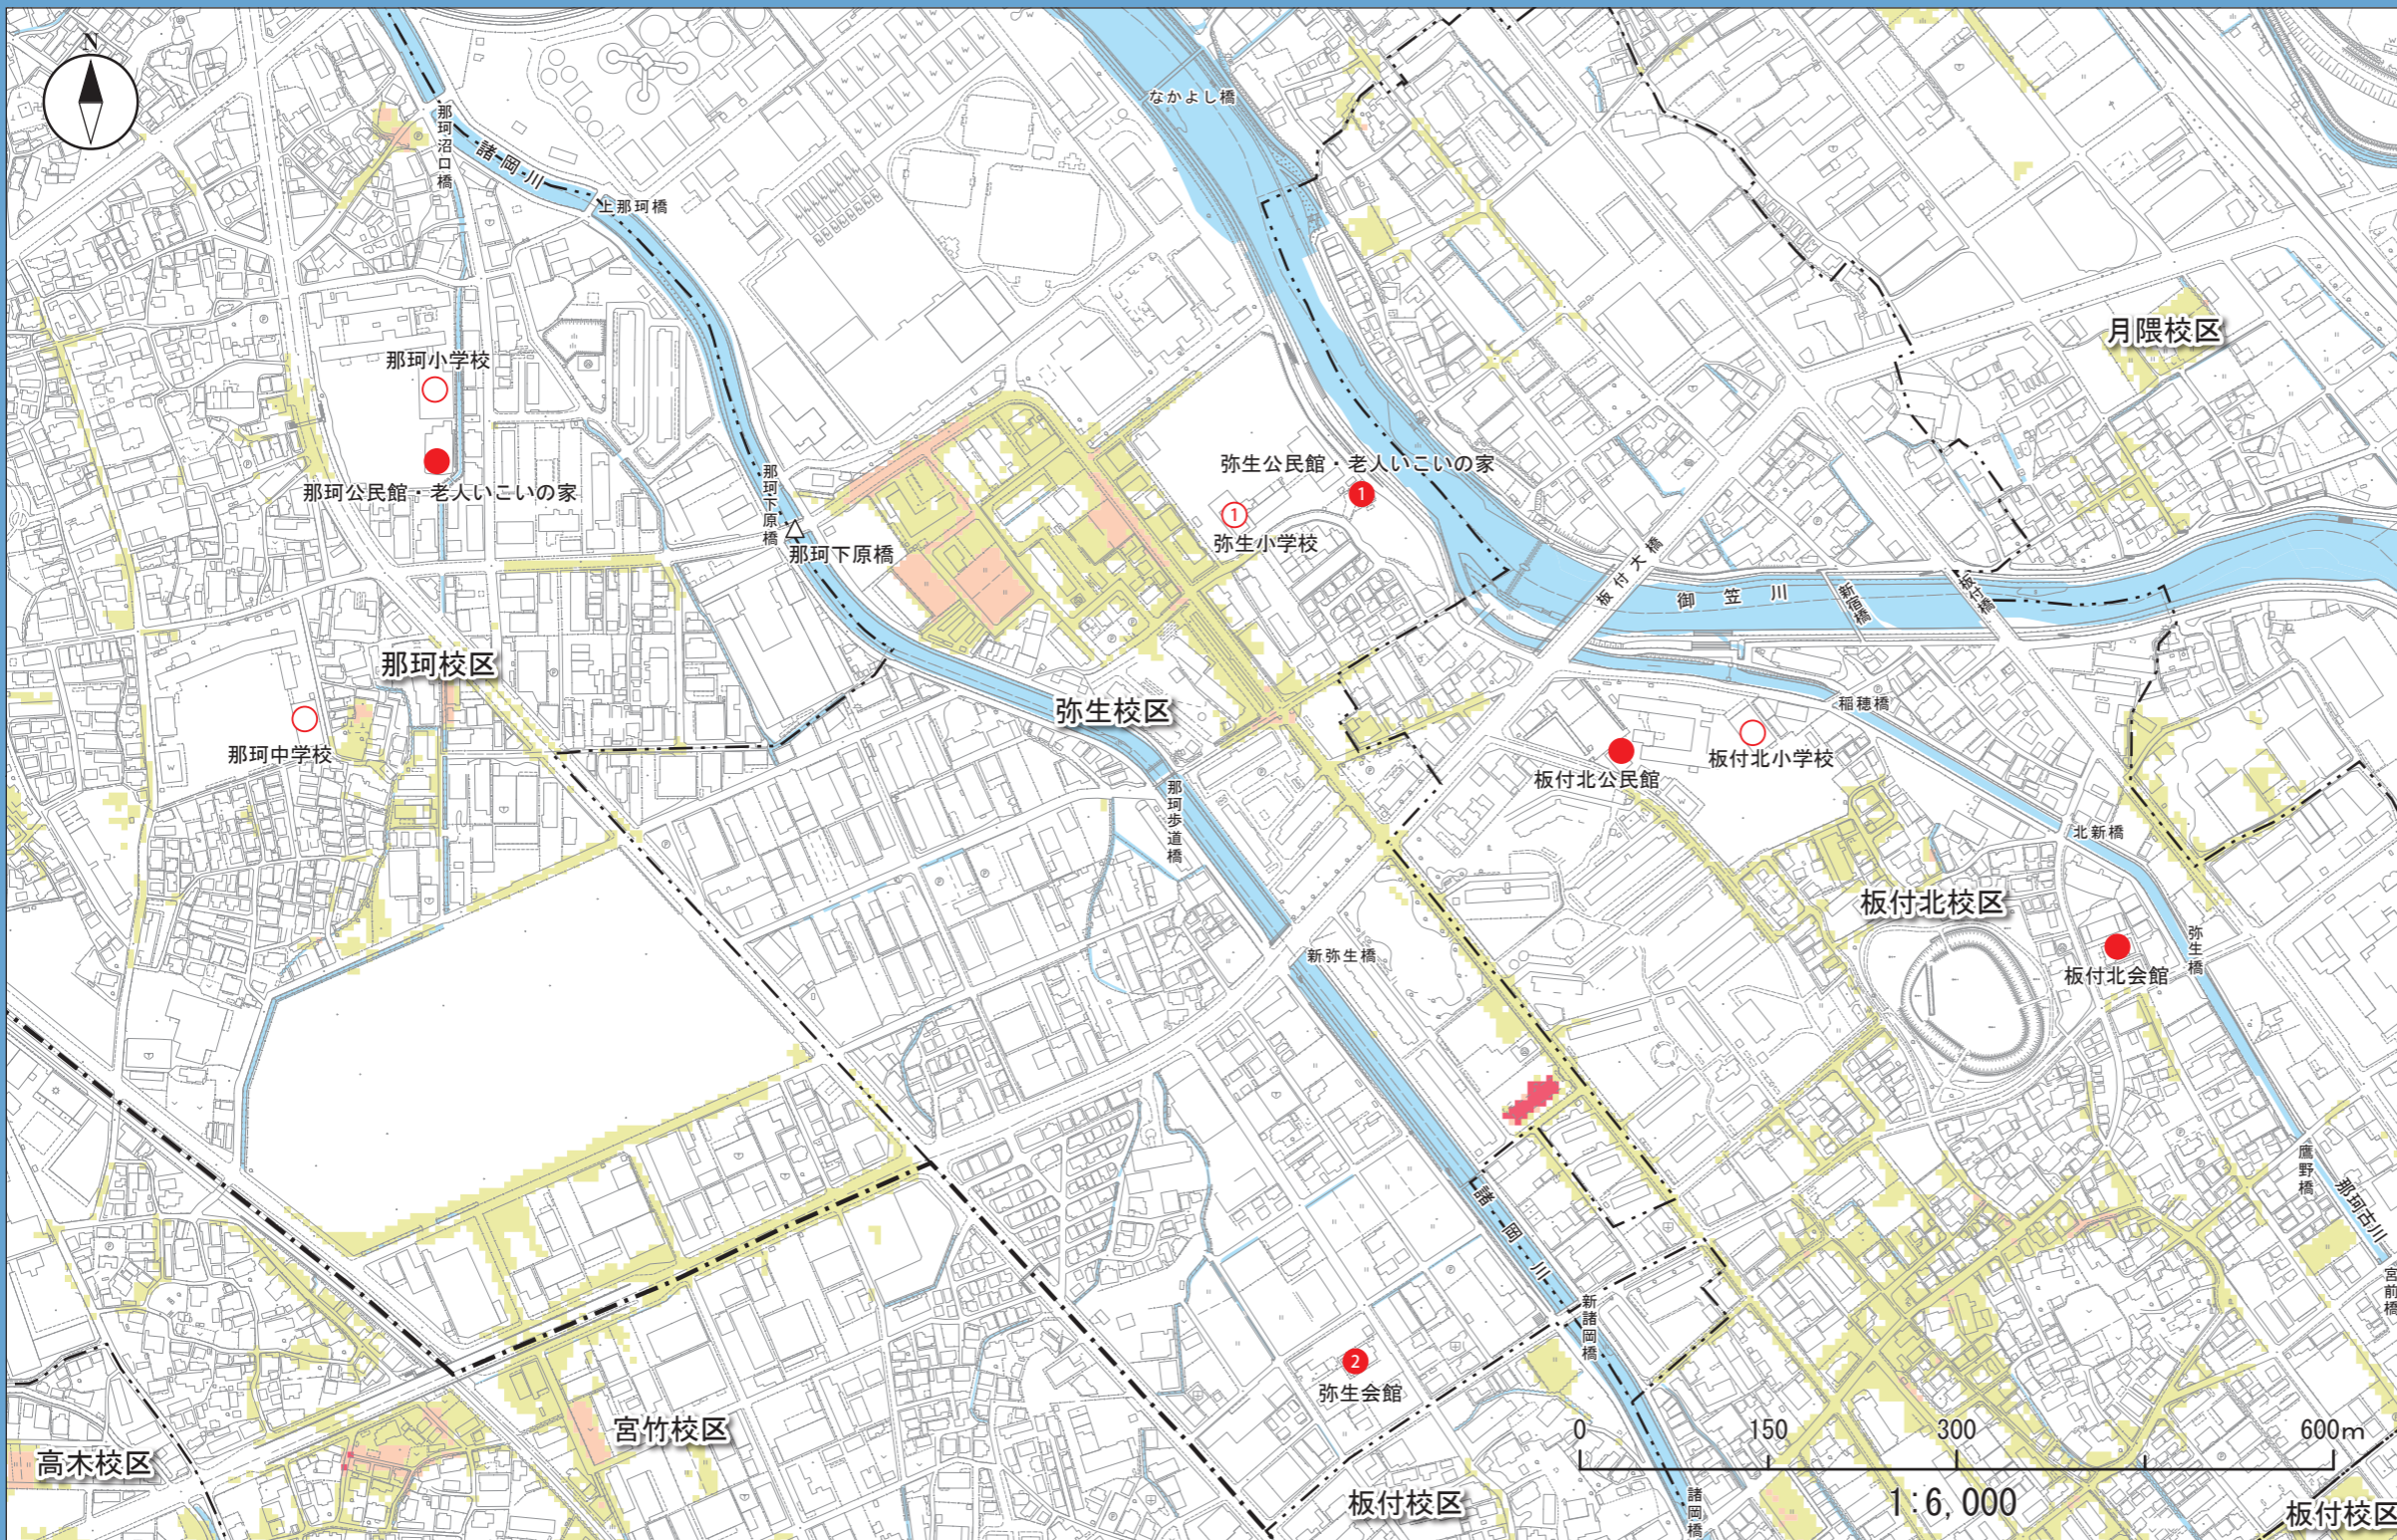 N
なかよし橋
那珂沼口橋
諸岡川
上那珂橋
月隈校区
那珂小学校
那珂公民館・老人いこいの家
弥生公民館・老人いこいの家
1
1
弥生小学校
那珂下原橋
那珂下原橋
板付大橋
御笠川
新宿橋
板付橋
那珂校区
弥生校区
稲穂橋
那珂中学校
板付北公民館
板付北小学校
那珂歩道橋
北新橋
板付北校区
新弥生橋
弥生橋
板付北会館
鷹野橋
那珂古川
諸岡川
宮前橋
新諸岡橋
2
弥生会館
宮竹校区
高木校区
板付校区
0 150 300 600m
1:6,000
諸岡橋
板付校区